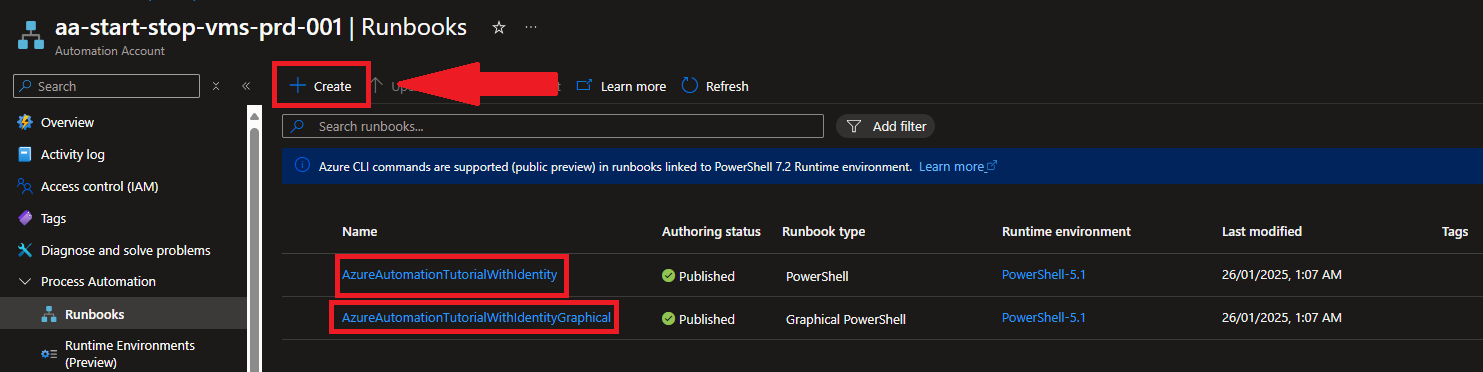 aa-start-stop-vms-prd-001 | Runbooks
Automation Account
Search
Create
Learn more
Refresh
Search runbooks...
Add filter
Overview
Activity log
Access control (IAM)
Tags
Diagnose and solve problems
Process Automation
Runbooks
Runtime Environments
(Preview)
Azure CLI commands are supported (public preview) in runbooks linked to PowerShell 7.2 Runtime environment. Learn more
Name Authoring status Runbook type Runtime environment Last modified Tags
AzureAutomationTutorialWithIdentity Published PowerShell PowerShell-5.1 26/01/2025, 1:07 AM
AzureAutomationTutorialWithIdentityGraphical Published Graphical PowerShell PowerShell-5.1 26/01/2025, 1:07 AM